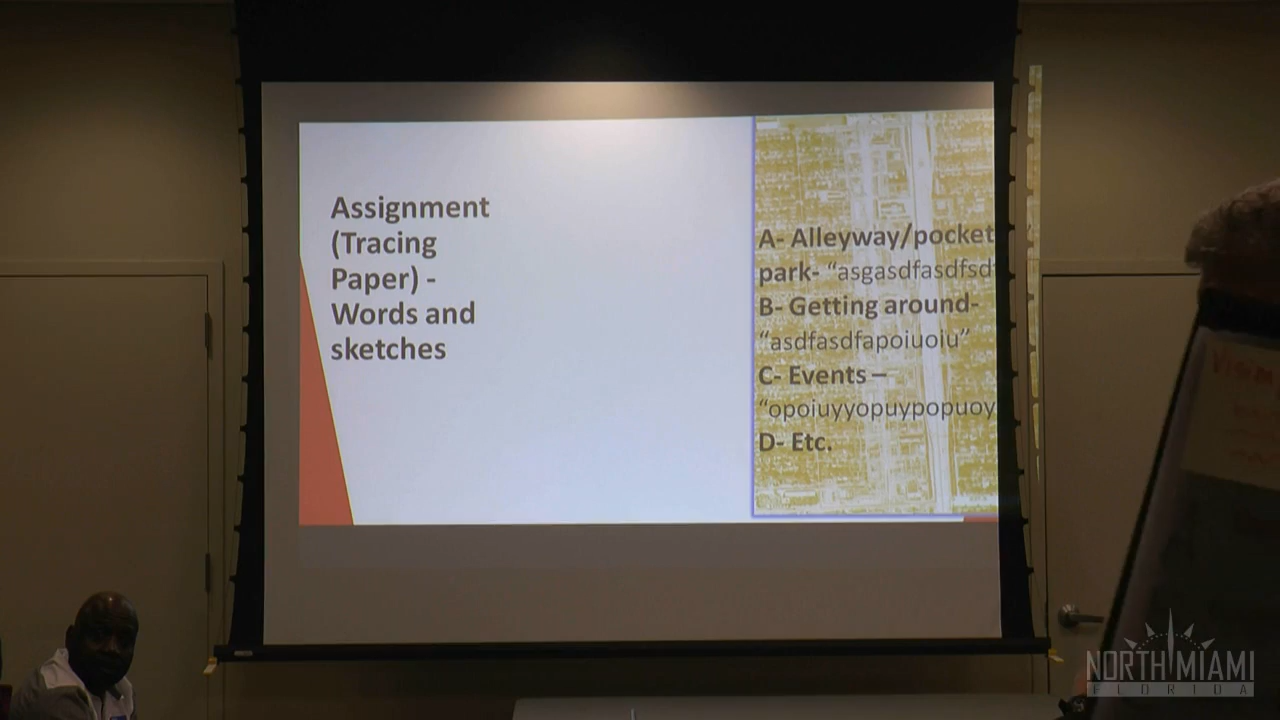 Assignment
(Tracing
Paper) -
Words and
sketches
A- Alleyway/pocket
park- “asgasdfasdfsd
B- Getting around-
“asdfasdfapoiuoiu”
C- Events –
“opoiuyyopuypopuoy
D- Etc.
NORTH MIAMI
FLORIDA